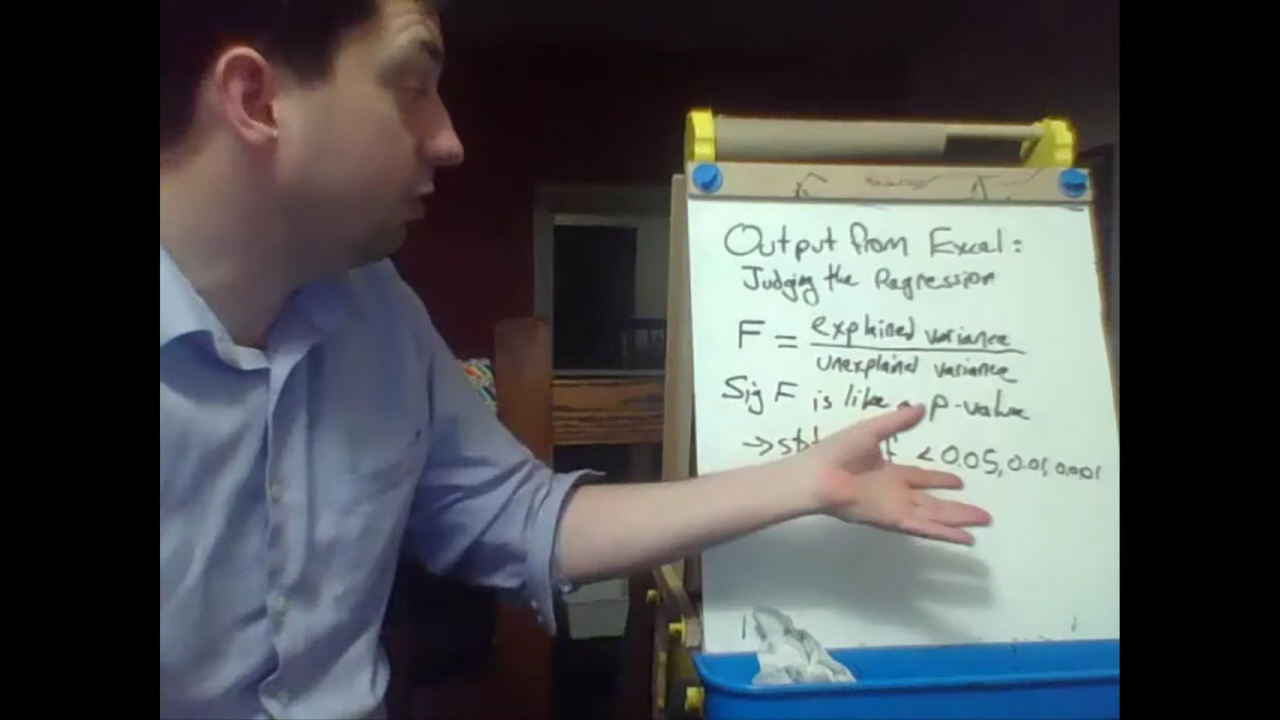 Output from Excel:
Judging the Regression
F = explained variance
unexplained variance
Sig F is like a p-value
→ < 0.05, 0.01, 0.001